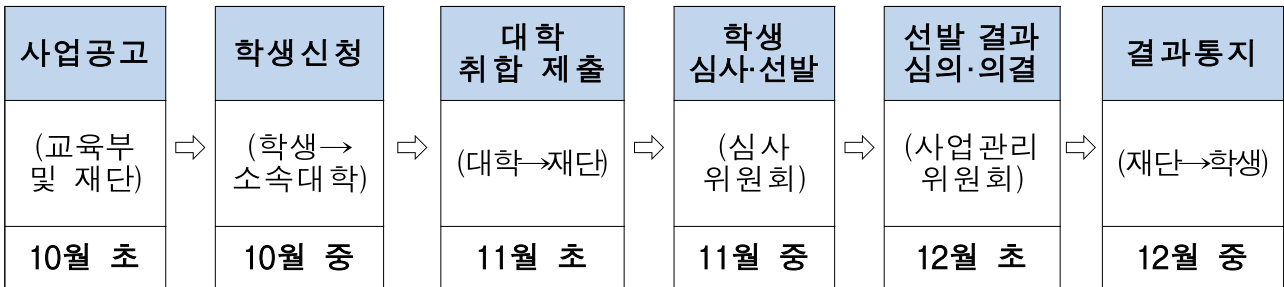 사업공고
(교육부
및 재단)
10월 초
⇨
학생신청
(학생→
소속대학)
10월 중
⇨
대학
취합 제출
(대학→재단)
11월 초
⇨
학생
심사·선발
(심사
위원회)
11월 중
⇨
선발 결과
심의·의결
(사업관리
위원회)
12월 초
⇨
결과통지
(재단→학생)
12월 중